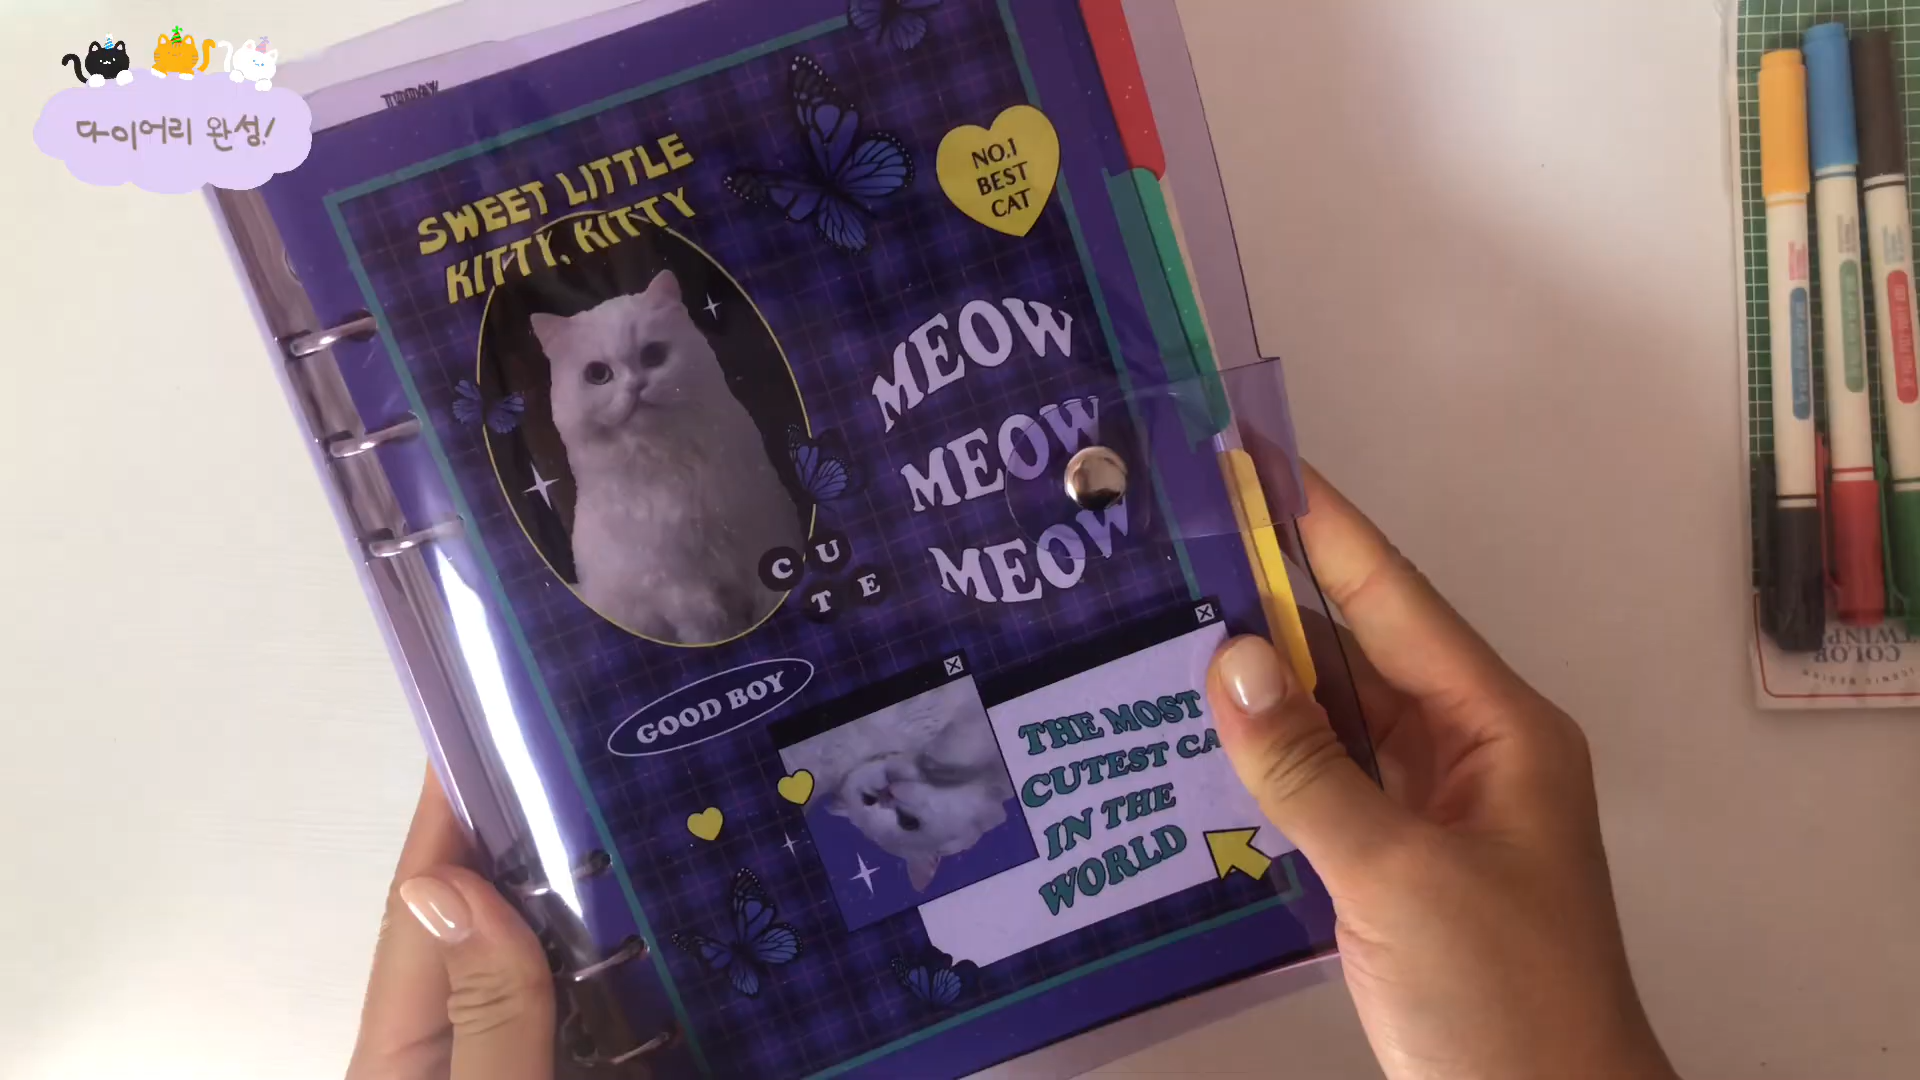 다이어리 완성!
TODAY
SWEET LITTLE
KITTY, KITTY
NO.1
BEST
CAT
MEOW
MEOW
MEOW
CUTE
GOOD BOY
THE MOST
CUTEST CA
IN THE
WORLD
COLOR
TWINP